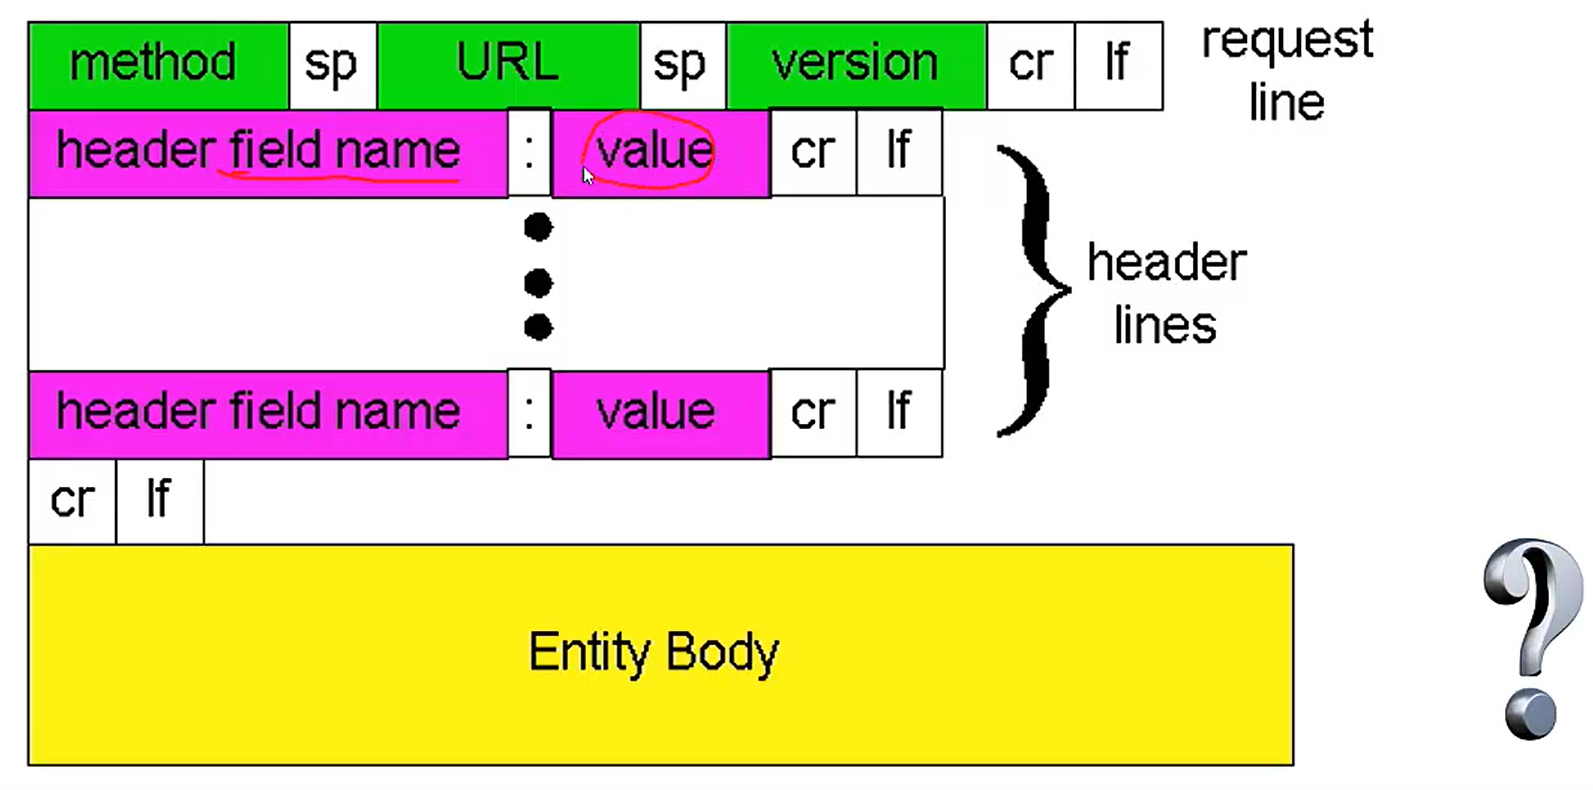 method sp URL sp version cr lf request
line
header field name : value cr lf
header
lines
header field name : value cr lf
cr lf
Entity Body
?